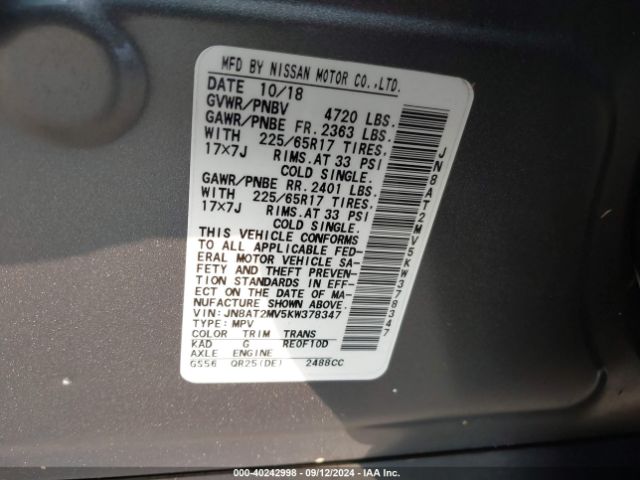 MFD BY NISSAN MOTOR CO.,LTD.
DATE 10/18
GVWR/PNBV 4720 LBS.
GAWR/PNBE FR. 2363 LBS.
WITH 225/65R17 TIRES.
17×7J RIMS.AT 33 PSI
COLD SINGLE.
GAWR/PNBE RR. 2401 LBS.
WITH 225/65R17 TIRES.
17×7J RIMS.AT 33 PSI
COLD SINGLE.
THIS VEHICLE CONFORMS
TO ALL APPLICABLE FED-
ERAL MOTOR VEHICLE SA-
FETY AND THEFT PREVEN-
TION STANDARDS IN EFF-
ECT ON THE DATE OF MA-
NUFACTURE SHOWN ABOVE.
VIN:JN8AT2MV5KW378347
TYPE:MPV
COLOR TRIM TRANS
KAD G RE0F10D
AXLE ENGINE
GS56 QR25(DE) 2488CC
JN8AT2MV5KW378347
000-40242998 - 09/12/2024 - IAA Inc.